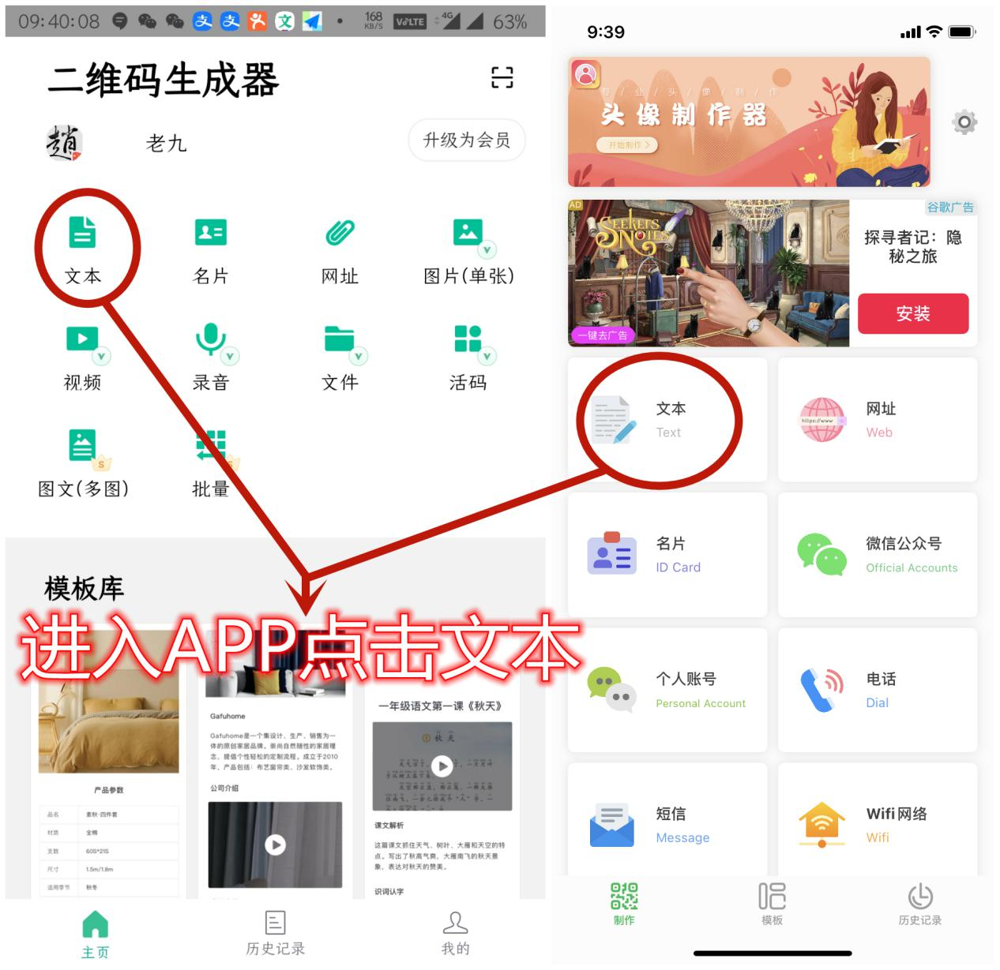 09:40:08
168
KB/S
VoLTE
4G
63%
二维码生成器
趙
老九
升级为会员
文本
名片
网址
图片(单张)
视频
录音
文件
活码
图文(多图)
批量
模板库
进入APP点击文本
Gafuhome
Gafuhome是一个集设计、生产、销售为一
体的原创家居品牌。崇尚自然随性的家居理
念，提倡个性轻松的定制流程。成立于2010
年，产品包括：布艺窗帘类、沙发软饰类。
公司介绍
产品参数
品名 素秋-四件套
材质 全棉
支数 60S*21S
尺寸 1.5m/1.8m
适用季节 秋冬
一年级语文第一课《秋天》
秋天
课文解析
这篇课文抓住天气、树叶、大雁和天空的特
点。写出了秋高气爽，大雁南飞的秋天景
象、表达对秋天的赞美。
识词认字
主页
历史记录
我的
9:39
专/业/头/像/制/作
头像制作器
开始制作 >
AD
SEEKERS
NOTES
一键去广告
谷歌广告
探寻者记：隐
秘之旅
安装
文本
Text
网址
https://www
Web
名片
ID Card
微信公众号
Official Accounts
个人账号
Personal Account
电话
Dial
短信
Message
Wifi网络
Wifi
制作
模板
历史记录